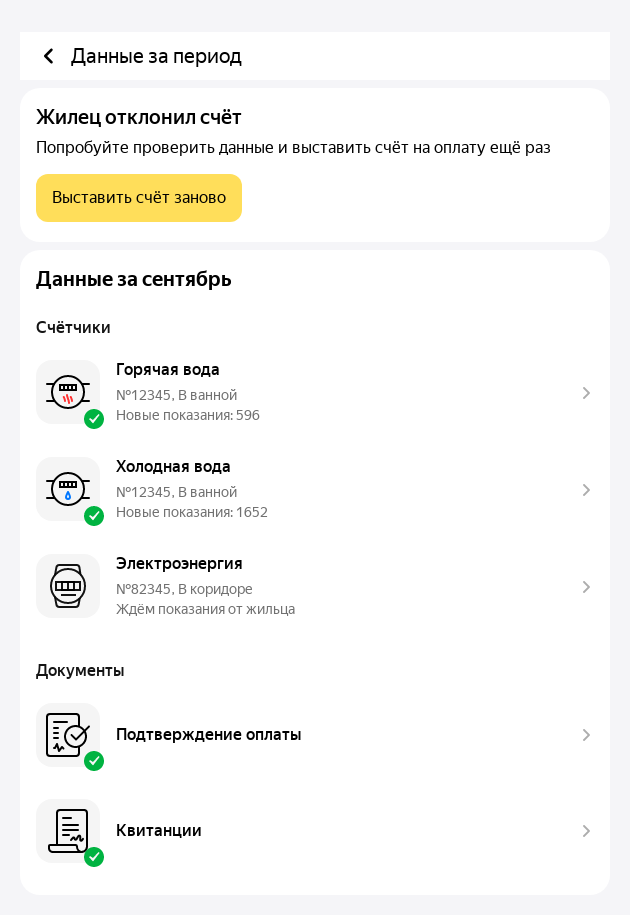 Данные за период
Жилец отклонил счёт
Попробуйте проверить данные и выставить счёт на оплату ещё раз
Выставить счёт заново
Данные за сентябрь
Счётчики
Горячая вода
№12345, В ванной
Новые показания: 596
Холодная вода
№12345, В ванной
Новые показания: 1652
Электроэнергия
№82345, В коридоре
Ждём показания от жильца
Документы
Подтверждение оплаты
Квитанции